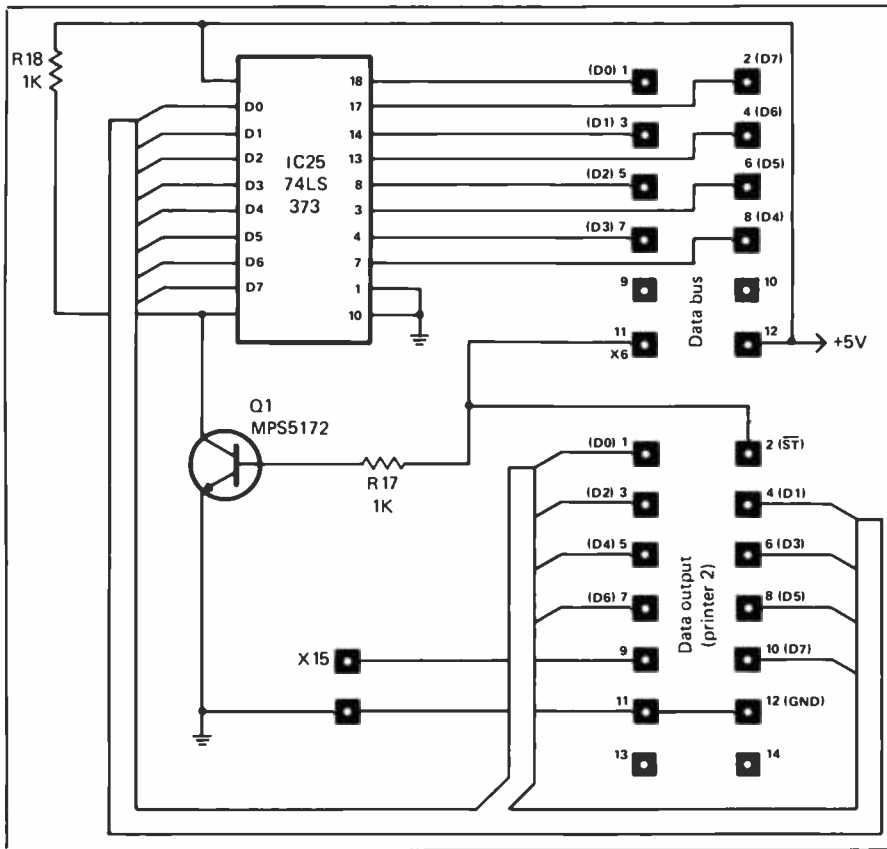 R18
1K
D0
D1
D2
D3
D4
D5
D6
D7
IC25
74LS
373
18
17
14
13
8
3
4
7
1
10
(D0) 1
2 (D7)
(D1) 3
4 (D6)
(D2) 5
6 (D5)
(D3) 7
8 (D4)
9
10
11
X6
12
Data bus
+5V
Q1
MPS5172
R17
1K
(D0) 1
2 (S̅T̅)
(D2) 3
4 (D1)
(D4) 5
6 (D3)
(D6) 7
8 (D5)
X15
9
10 (D7)
11
12 (GND)
13
14
Data output
(printer 2)